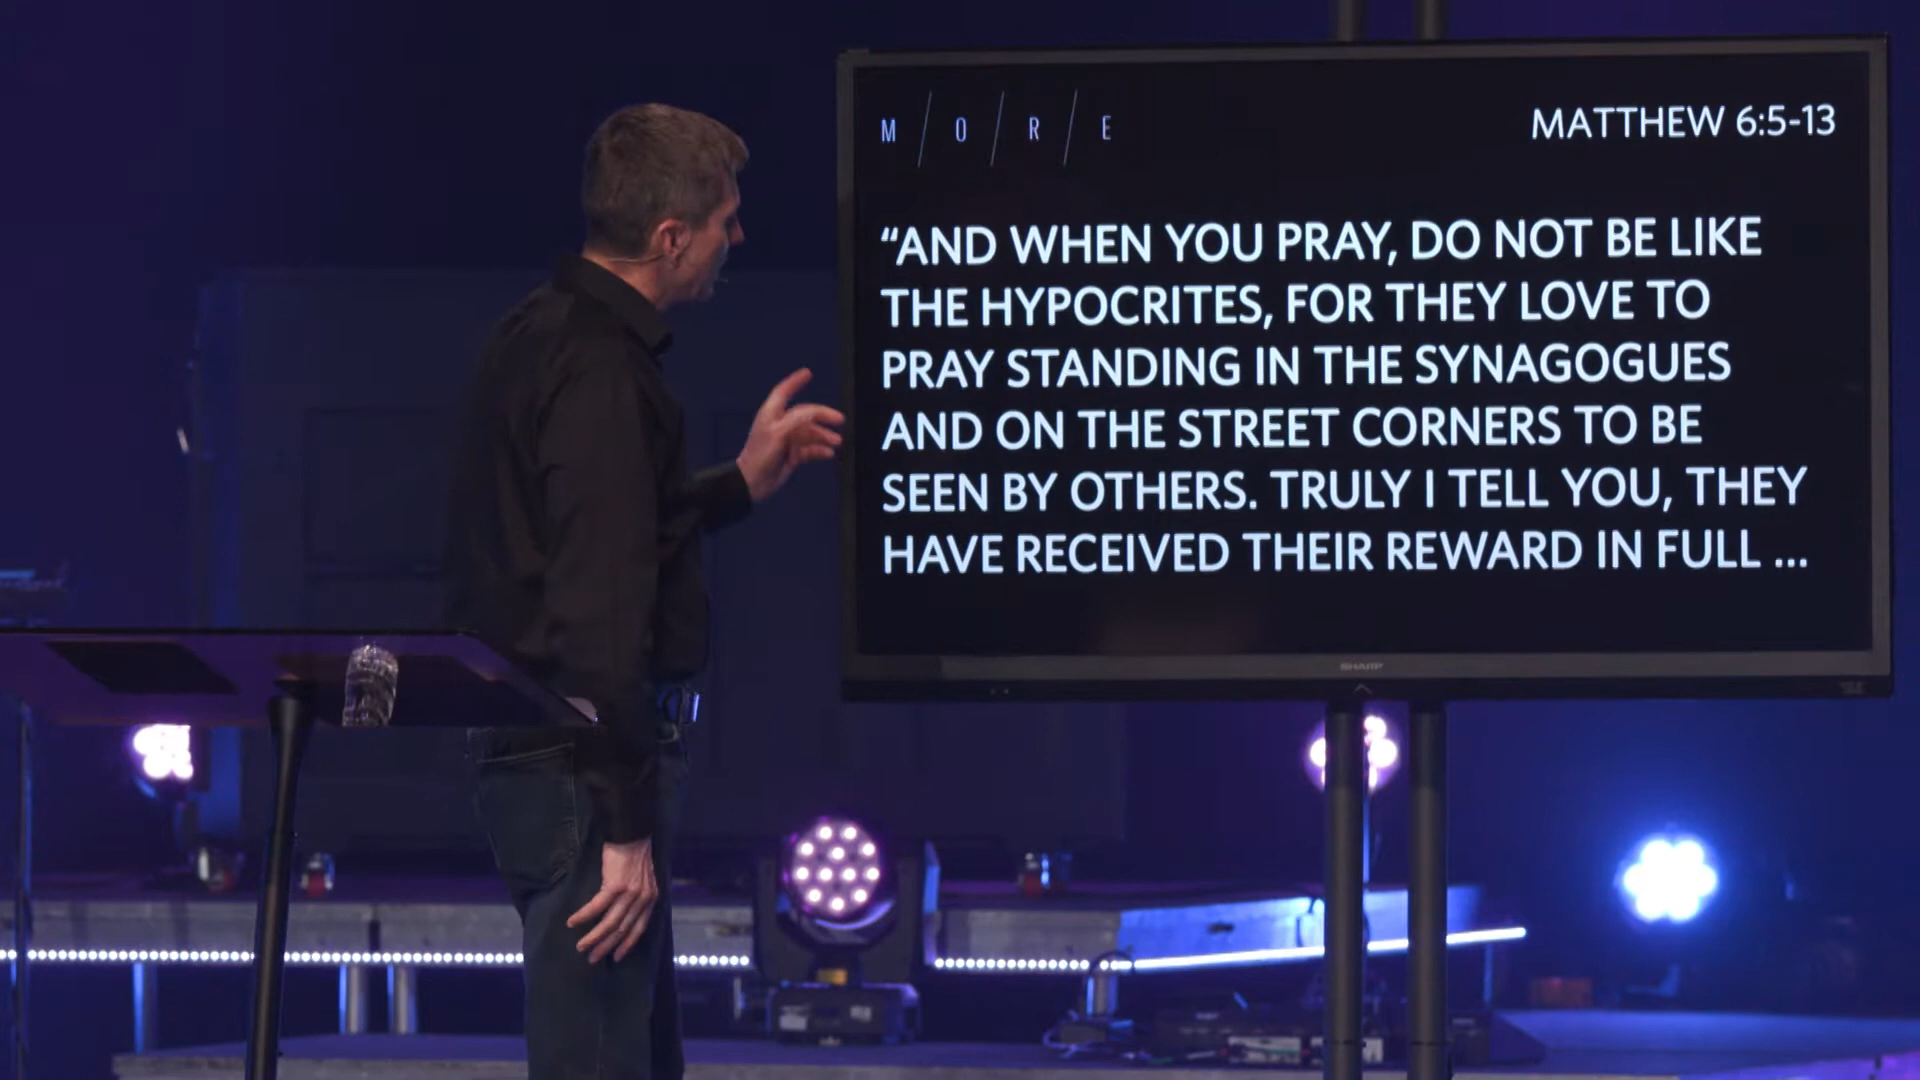 M / O / R / E
MATTHEW 6:5-13
“AND WHEN YOU PRAY, DO NOT BE LIKE
THE HYPOCRITES, FOR THEY LOVE TO
PRAY STANDING IN THE SYNAGOGUES
AND ON THE STREET CORNERS TO BE
SEEN BY OTHERS. TRULY I TELL YOU, THEY
HAVE RECEIVED THEIR REWARD IN FULL ...
SHARP